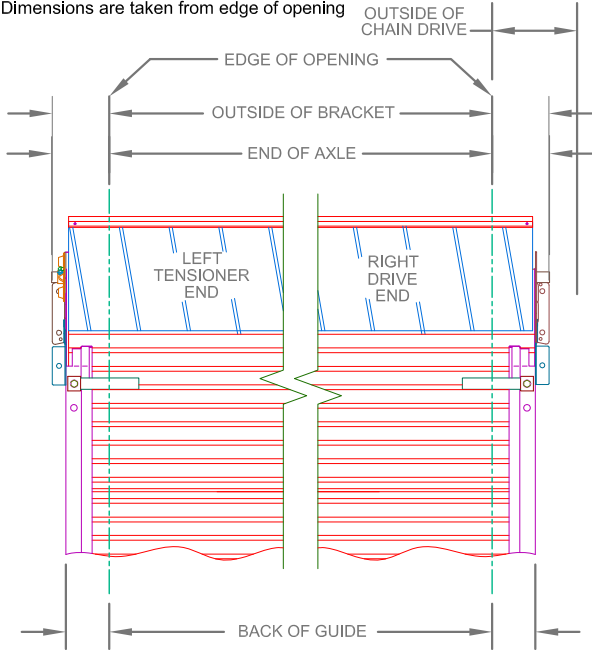 Dimensions are taken from edge of opening
OUTSIDE OF
CHAIN DRIVE
EDGE OF OPENING
OUTSIDE OF BRACKET
END OF AXLE
LEFT
TENSIONER
END
RIGHT
DRIVE
END
BACK OF GUIDE